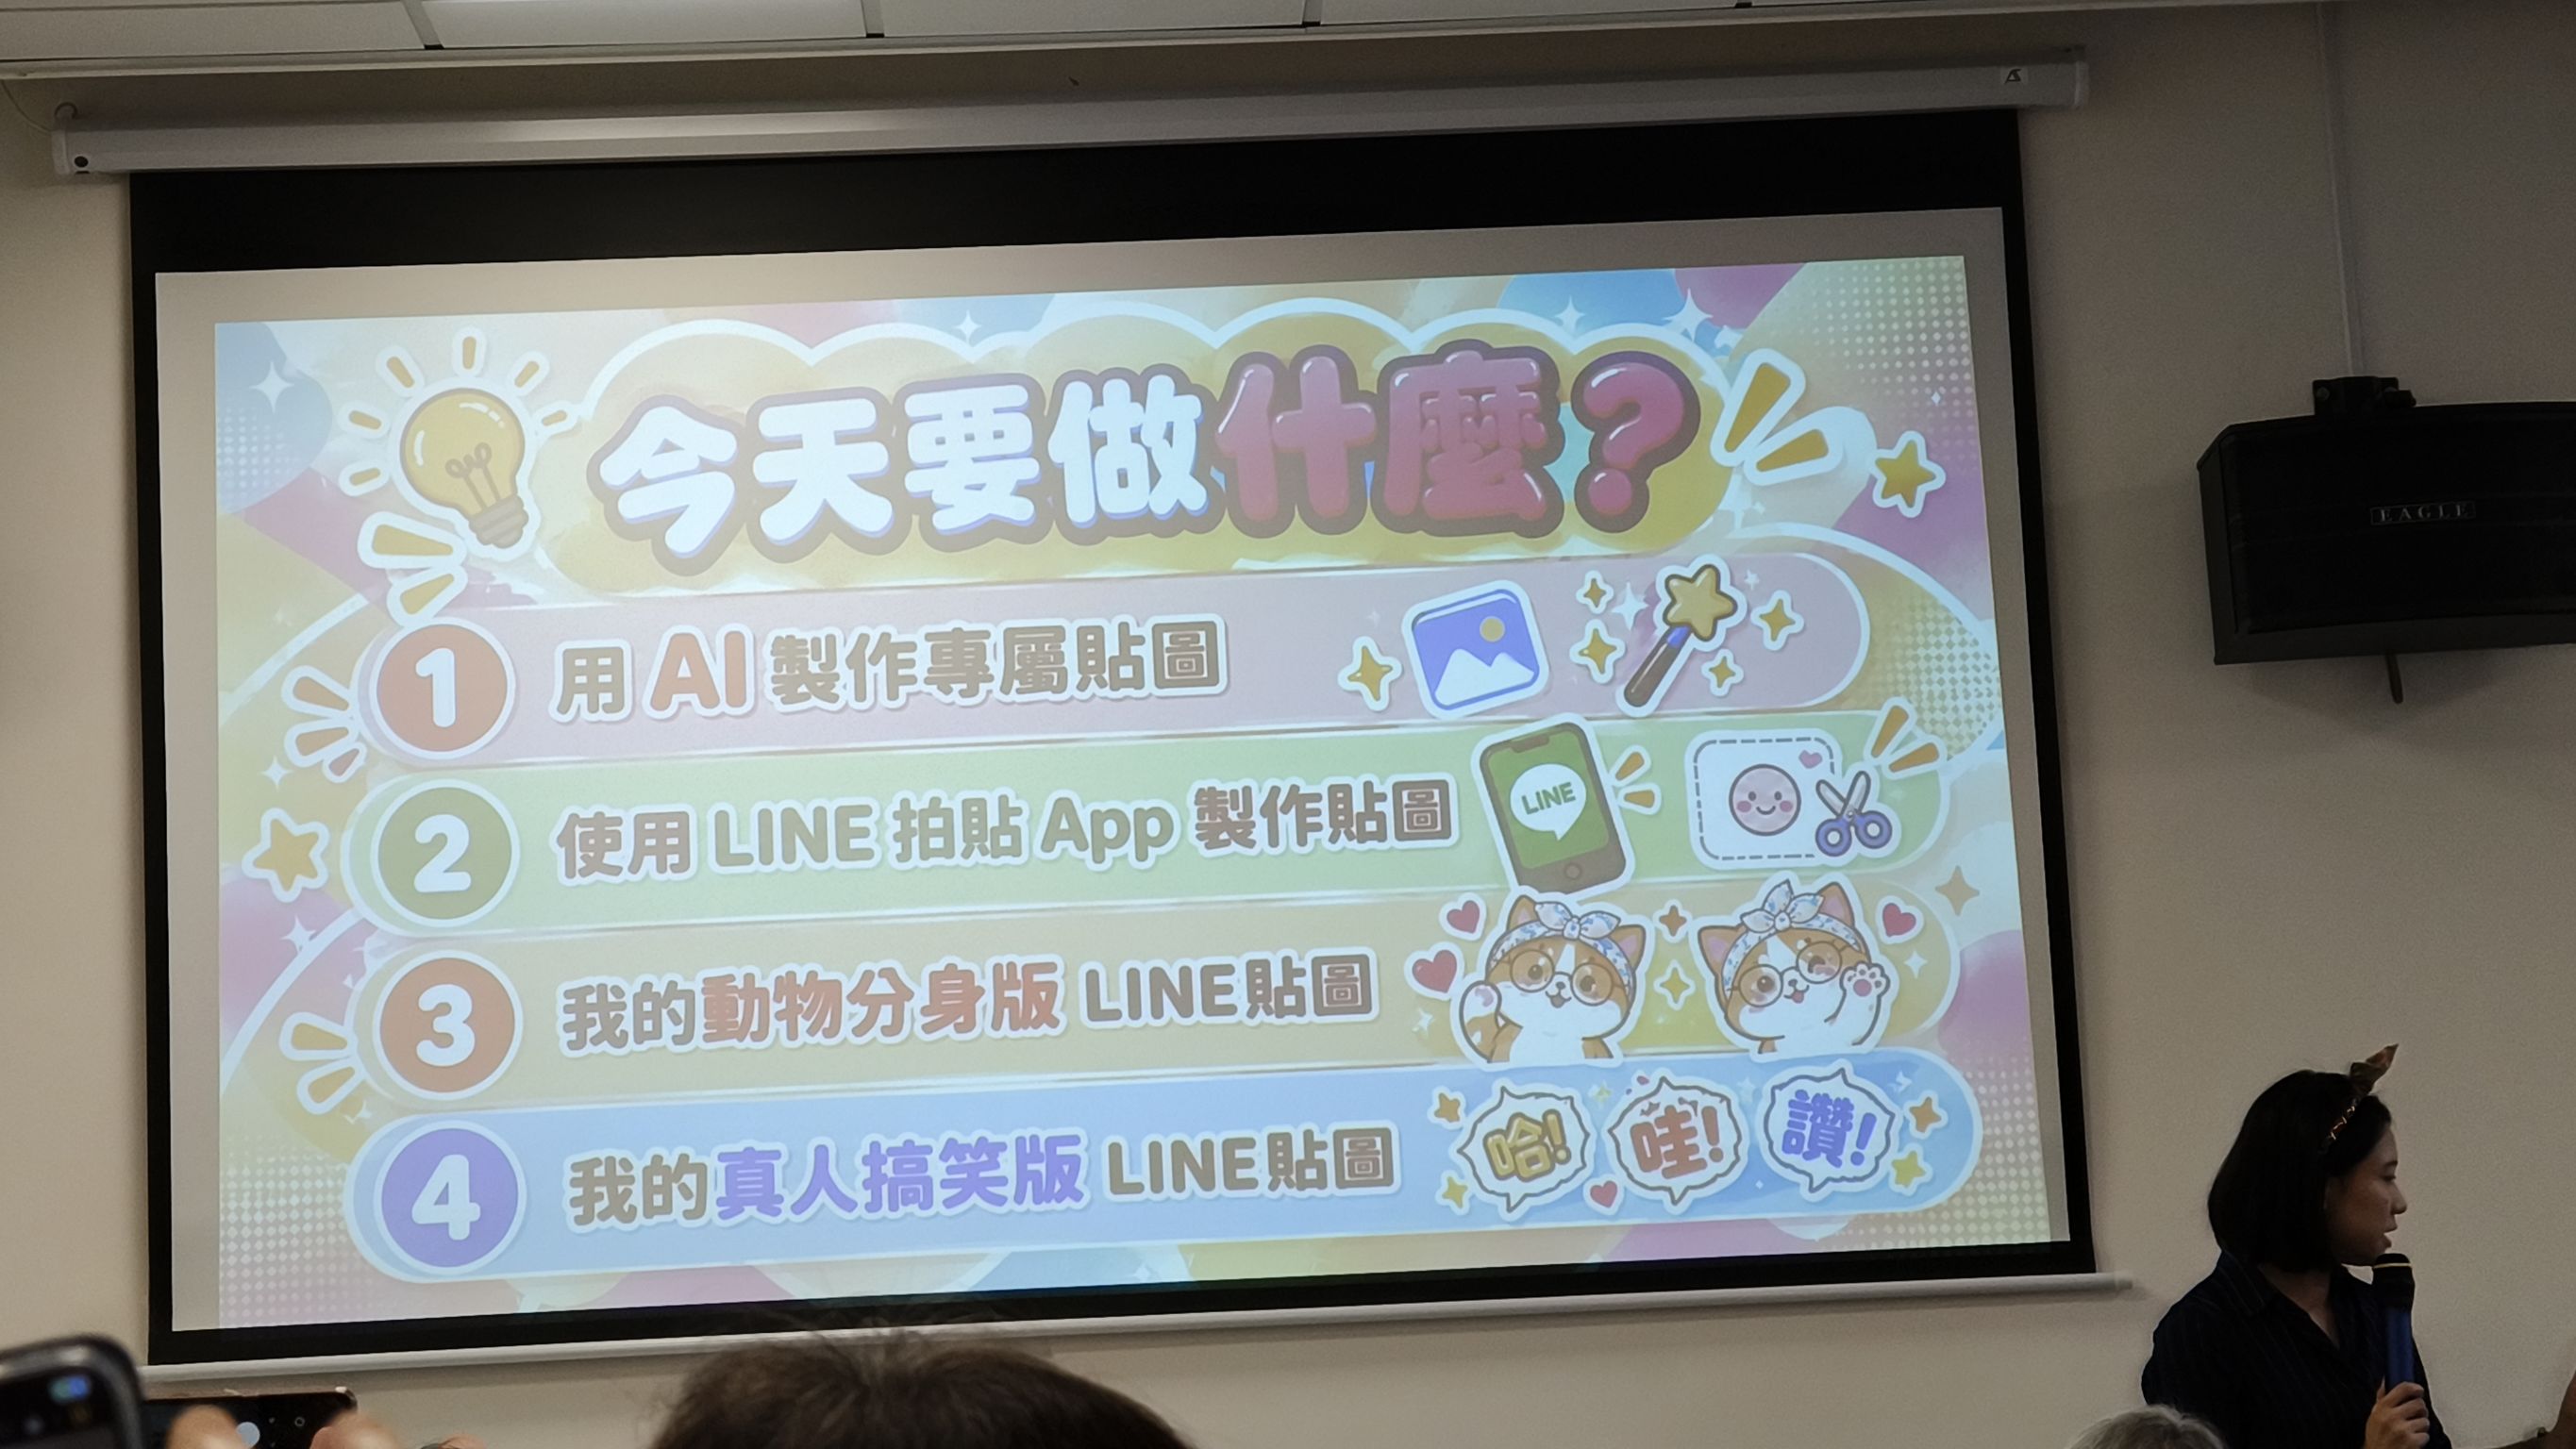 今天要做什麼？
1 用 AI 製作專屬貼圖
2 使用 LINE 拍貼 App 製作貼圖
LINE
3 我的動物分身版 LINE貼圖
4 我的真人搞笑版 LINE貼圖
哈! 哇! 讚!
EAGLE